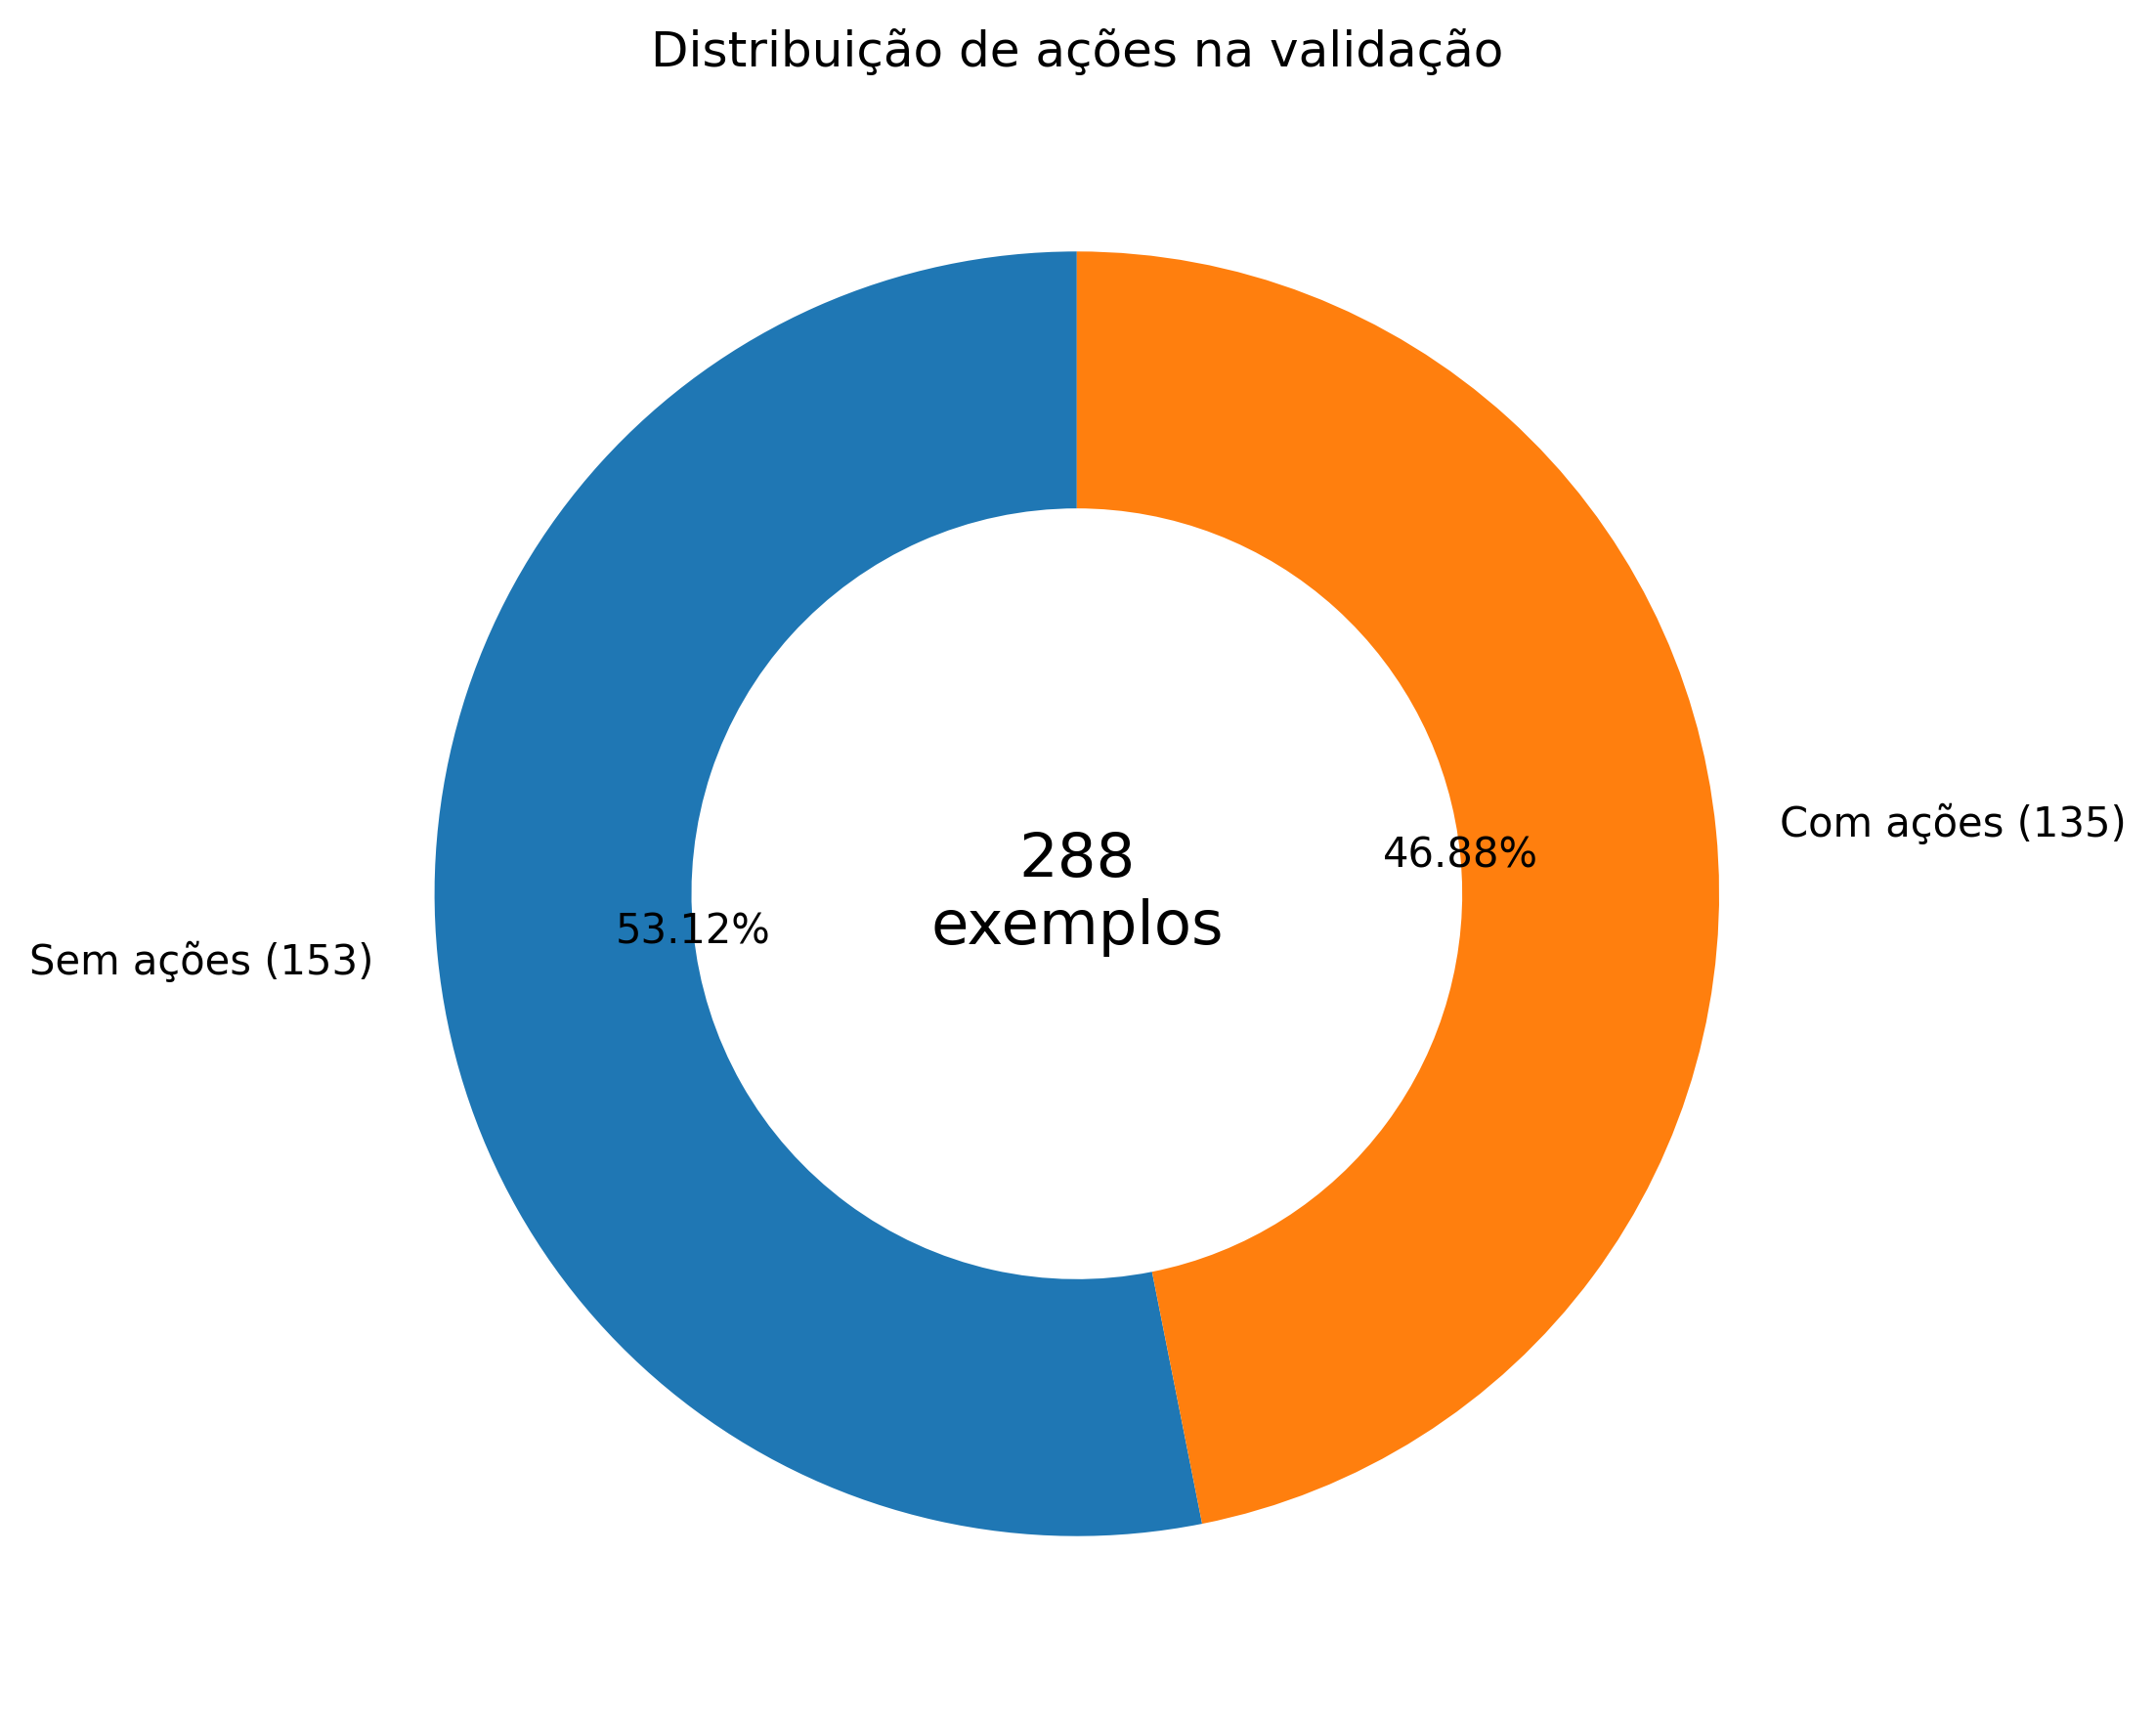 Distribuição de ações na validação
Com ações (135)
46.88%
288
exemplos
53.12%
Sem ações (153)